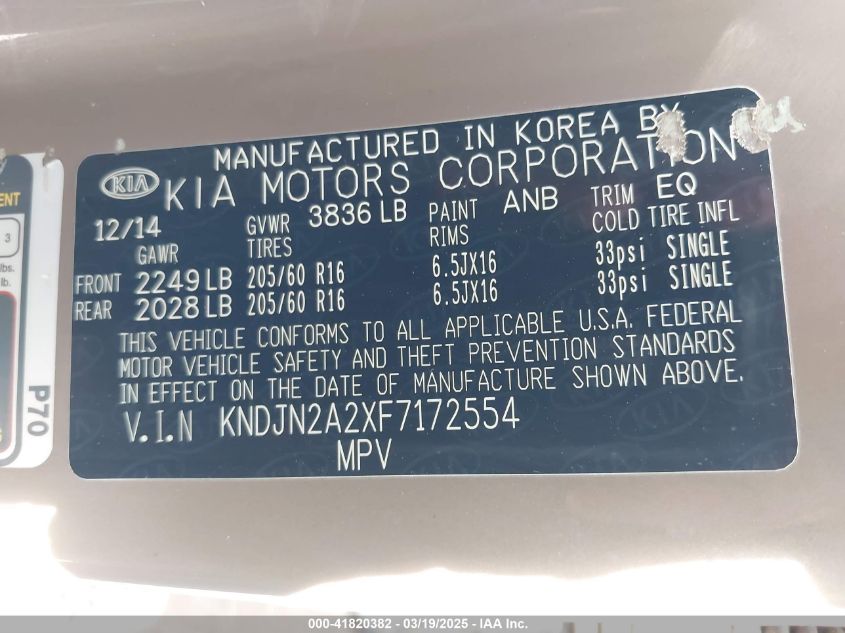 MANUFACTURED IN KOREA BY
KIA KIA MOTORS CORPORATION
12/14 GVWR 3836 LB PAINT ANB TRIM EQ
GAWR TIRES RIMS COLD TIRE INFL
FRONT 2249 LB 205/60 R16 6.5JX16 33psi SINGLE
REAR 2028 LB 205/60 R16 6.5JX16 33psi SINGLE
THIS VEHICLE CONFORMS TO ALL APPLICABLE U.S.A. FEDERAL
MOTOR VEHICLE SAFETY AND THEFT PREVENTION STANDARDS
IN EFFECT ON THE DATE OF MANUFACTURE SHOWN ABOVE.
V.I.N KNDJN2A2XF7172554
MPV
3
lbs.
lb.
P70
000-41820382 - 03/19/2025 - IAA Inc.